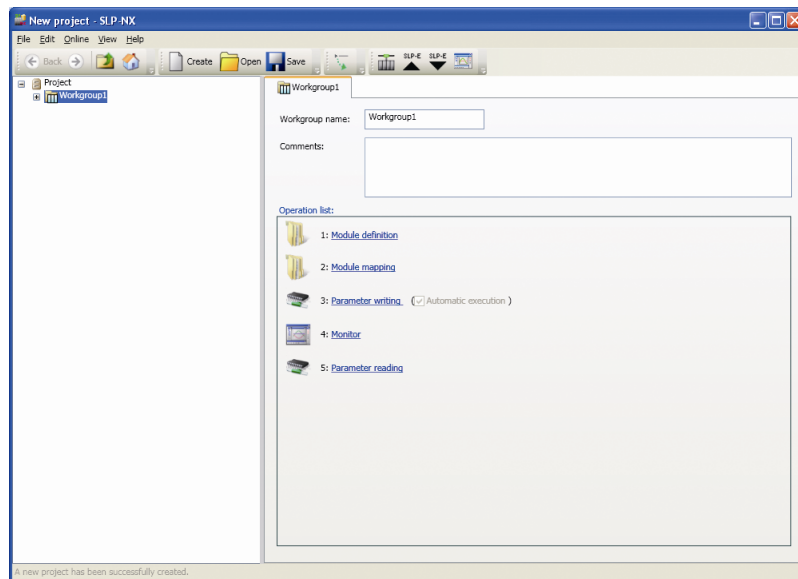 New project - SLP-NX
File Edit Online View Help
Back Create Open Save SLP-E SLP-E
Project
Workgroup1
Workgroup1
Workgroup name: Workgroup1
Comments:
Operation list:
1: Module definition
2: Module mapping
3: Parameter writing ( Automatic execution )
4: Monitor
5: Parameter reading
A new project has been successfully created.